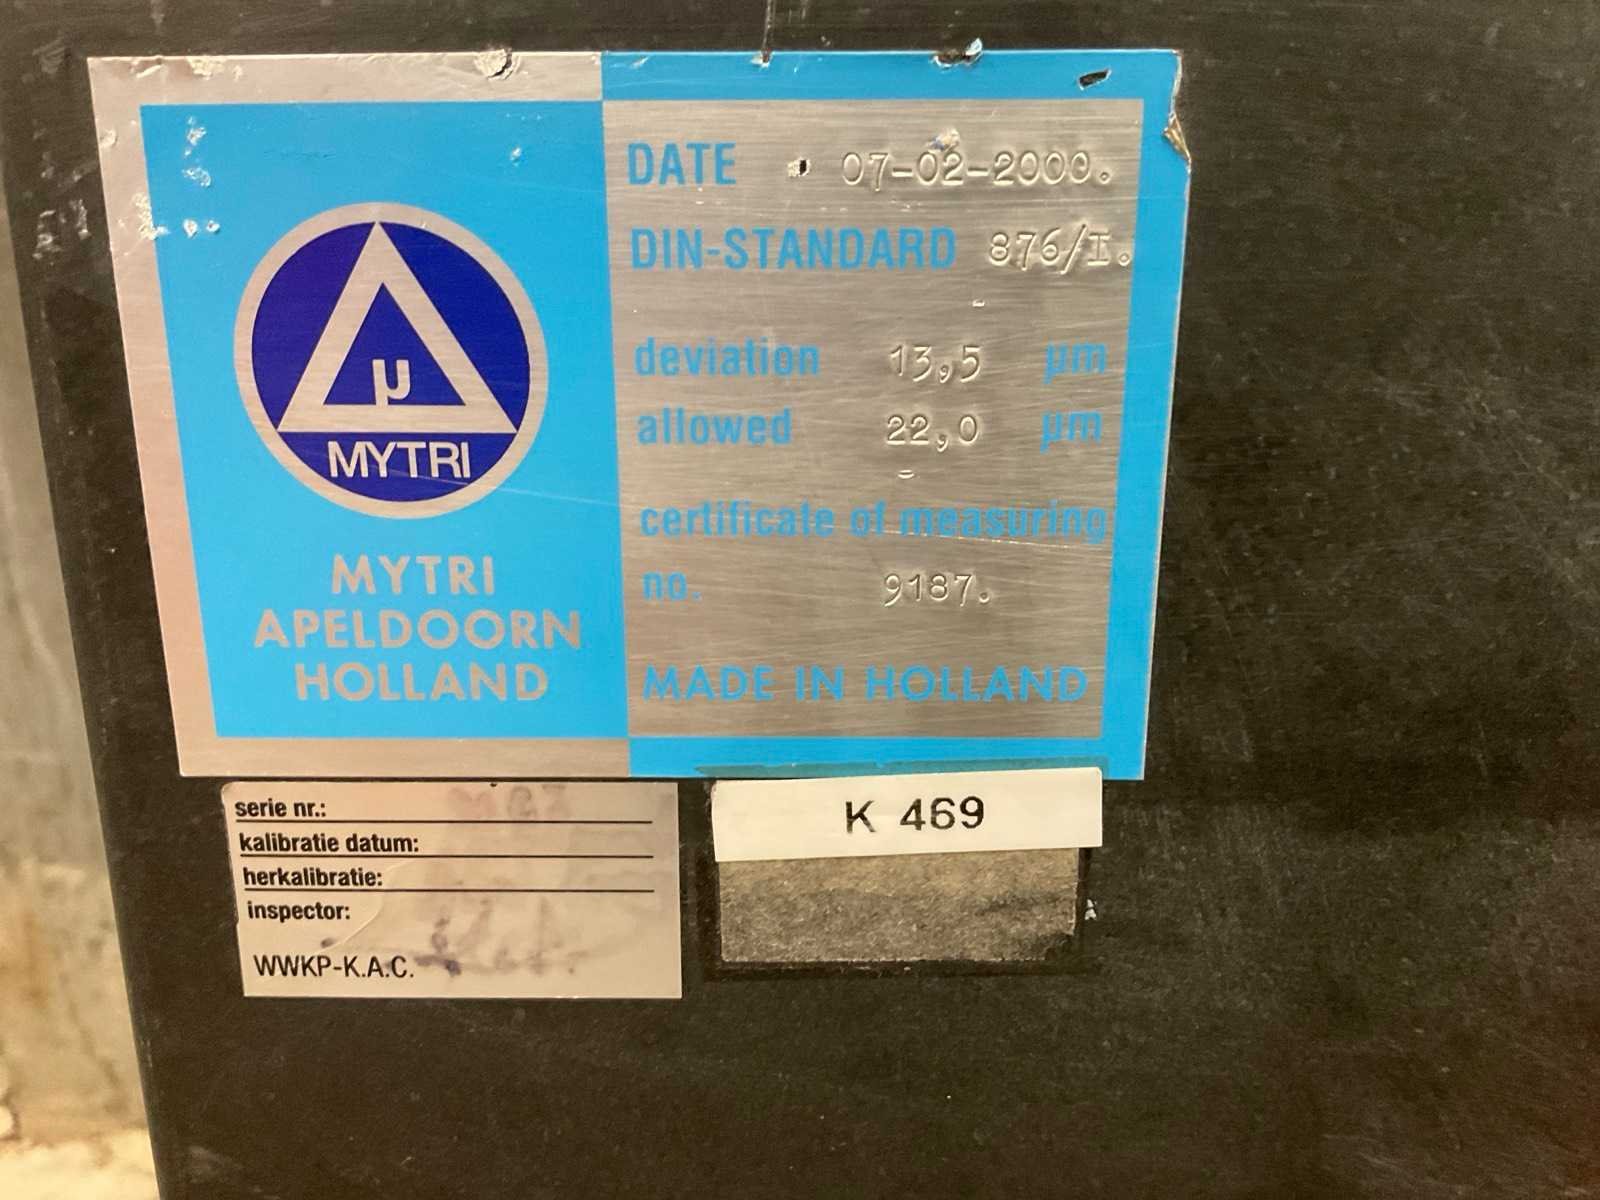 µ
MYTRI
MYTRI
APELDOORN
HOLLAND
DATE 07-02-2000.
DIN-STANDARD 876/I.
deviation 13,5 µm
allowed 22,0 µm
certificate of measuring
no. 9187.
MADE IN HOLLAND
serie nr.:
kalibratie datum:
herkalibratie:
inspector:
WWKP-K.A.C.
K 469